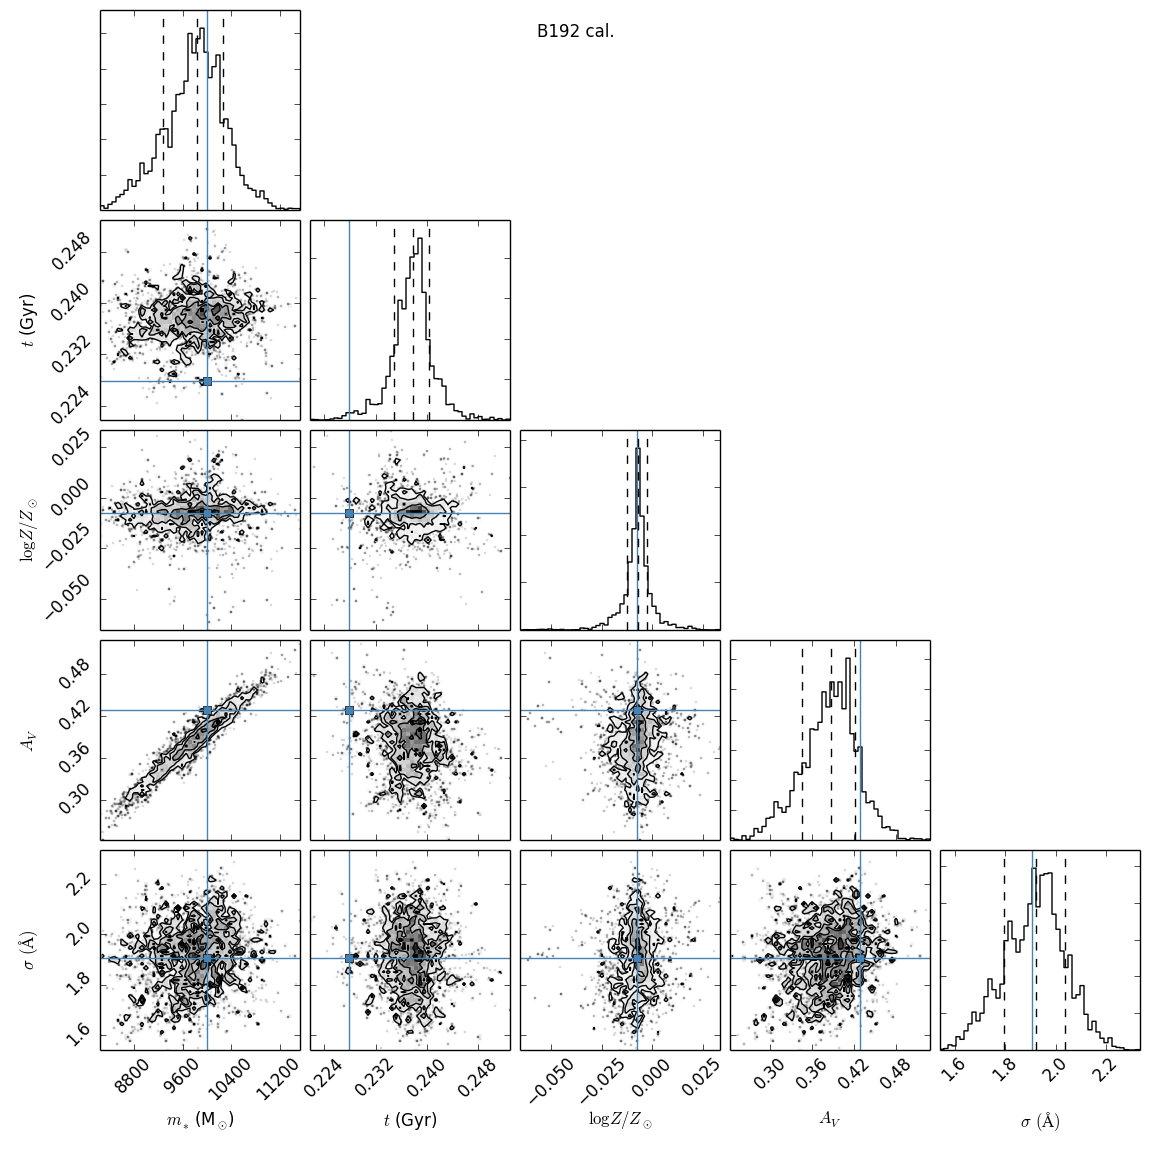 B192 cal.
t (Gyr)
0.248
0.240
0.232
0.224
log Z/Z⊙
0.025
0.000
−0.025
−0.050
A_V
0.48
0.42
0.36
0.30
σ (Å)
2.2
2.0
1.8
1.6
8800 9600 10400 11200
0.224 0.232 0.240 0.248
−0.050 −0.025 0.000 0.025
0.30 0.36 0.42 0.48
1.6 1.8 2.0 2.2
m_* (M_⊙) t (Gyr) log Z/Z_⊙ A_V σ (Å)